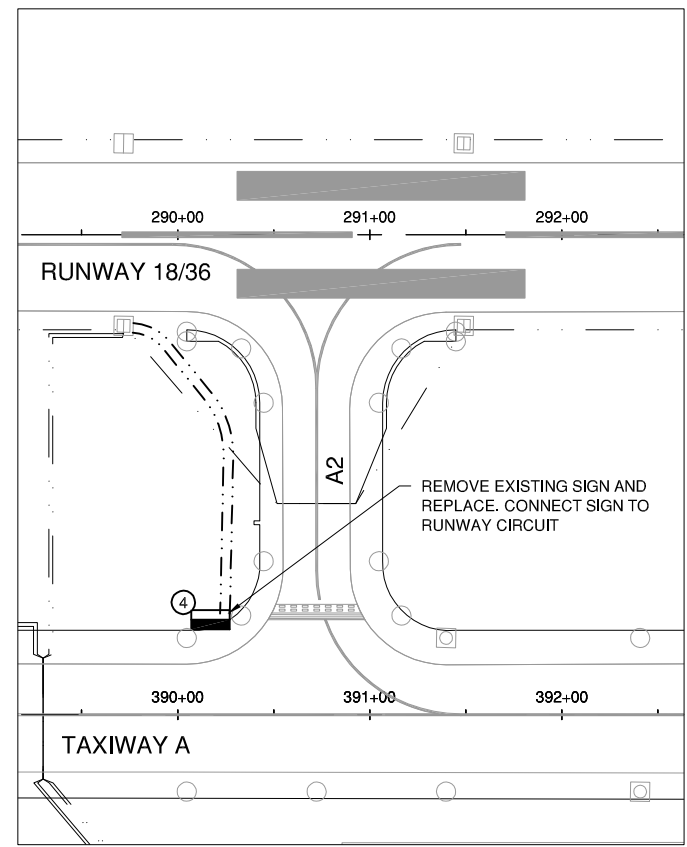 290+00
291+00
292+00
RUNWAY 18/36
A2
REMOVE EXISTING SIGN AND
REPLACE. CONNECT SIGN TO
RUNWAY CIRCUIT
4
390+00
391+00
392+00
TAXIWAY A